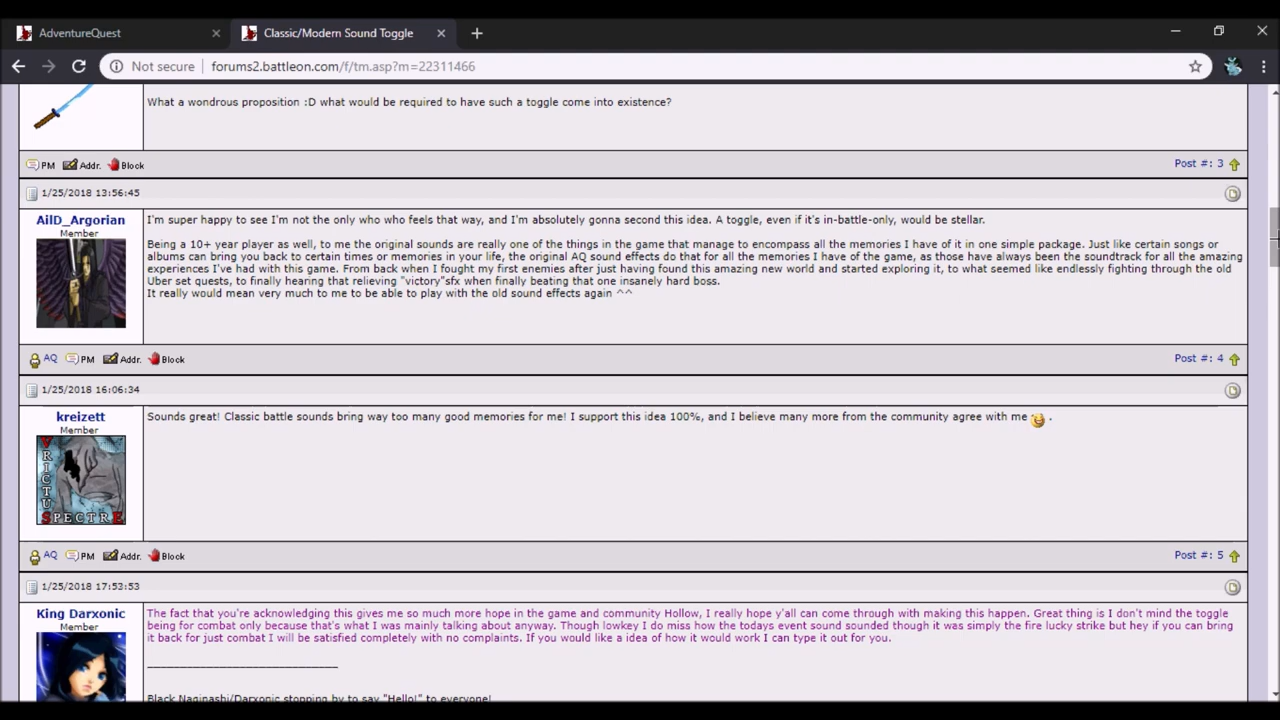 AdventureQuest
Classic/Modern Sound Toggle
Not secure
forums2.battleon.com/f/tm.asp?m=22311466
What a wondrous proposition :D what would be required to have such a toggle come into existence?
PM Addr. Block
Post #: 3
1/25/2018 13:56:45
AilD_Argorian
Member
I'm super happy to see I'm not the only who who feels that way, and I'm absolutely gonna second this idea. A toggle, even if it's in-battle-only, would be stellar.
Being a 10+ year player as well, to me the original sounds are really one of the things in the game that manage to encompass all the memories I have of it in one simple package. Just like certain songs or
albums can bring you back to certain times or memories in your life, the original AQ sound effects do that for all the memories I have of the game, as those have always been the soundtrack for all the amazing
experiences I've had with this game. From back when I fought my first enemies after just having found this amazing new world and started exploring it, to what seemed like endlessly fighting through the old
Uber set quests, to finally hearing that relieving "victory"sfx when finally beating that one insanely hard boss.
It really would mean very much to me to be able to play with the old sound effects again ^^
AQ PM Addr. Block
Post #: 4
1/25/2018 16:06:34
kreizett
Member
Sounds great! Classic battle sounds bring way too many good memories for me! I support this idea 100%, and I believe many more from the community agree with me .
VRICTUS
SPECTRE
AQ PM Addr. Block
Post #: 5
1/25/2018 17:53:53
King Darxonic
Member
The fact that you're acknowledging this gives me so much more hope in the game and community Hollow, I really hope y'all can come through with making this happen. Great thing is I don't mind the toggle
being for combat only because that's what I was mainly talking about anyway. Though lowkey I do miss how the todays event sound sounded though it was simply the fire lucky strike but hey if you can bring
it back for just combat I will be satisfied completely with no complaints. If you would like a idea of how it would work I can type it out for you.
_____________________________
Black Naginashi/Darxonic stopping by to say "Hello!" to everyone!